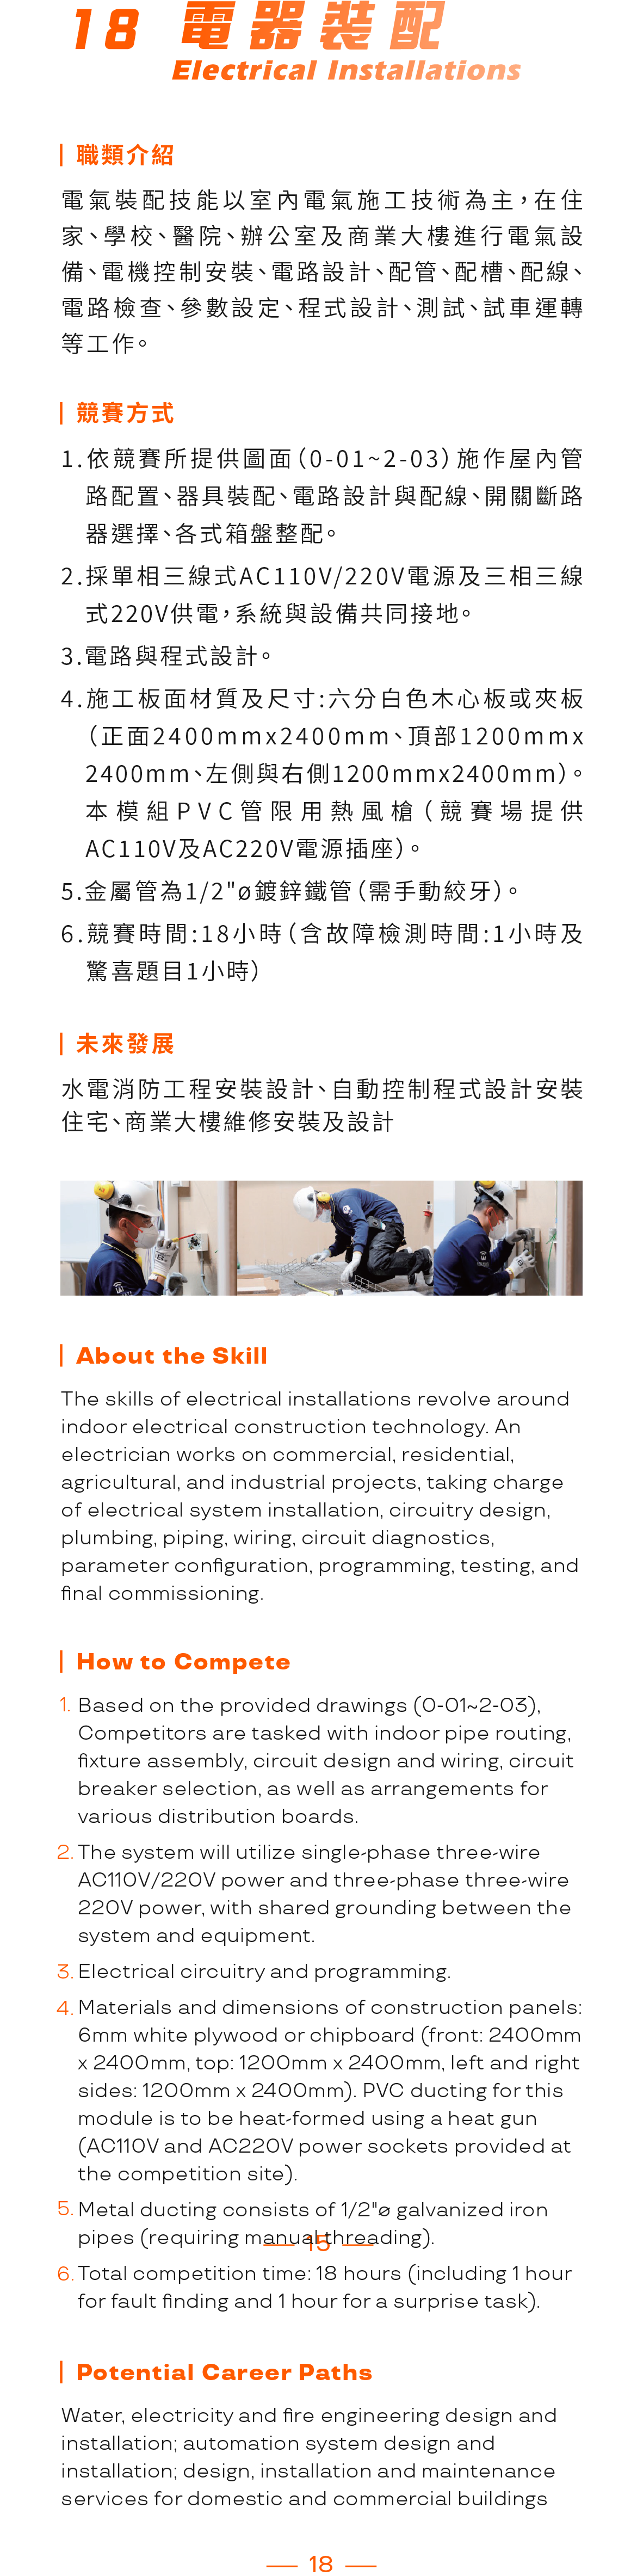 18 電器裝配
Electrical Installations
職類介紹
電氣裝配技能以室內電氣施工技術為主，在住
家、學校、醫院、辦公室及商業大樓進行電氣設
備、電機控制安裝、電路設計、配管、配槽、配線、
電路檢查、參數設定、程式設計、測試、試車運轉
等工作。
競賽方式
1.依競賽所提供圖面（0-01~2-03）施作屋內管
路配置、器具裝配、電路設計與配線、開關斷路
器選擇、各式箱盤整配。
2.採單相三線式AC110V/220V電源及三相三線
式220V供電，系統與設備共同接地。
3.電路與程式設計。
4.施工板面材質及尺寸:六分白色木心板或夾板
（正面2400mmx2400mm、頂部1200mmx
2400mm、左側與右側1200mmx2400mm）。
本模組PVC管限用熱風槍（競賽場提供
AC110V及AC220V電源插座）。
5.金屬管為1/2"ø鍍鋅鐵管（需手動絞牙）。
6.競賽時間:18小時（含故障檢測時間:1小時及
驚喜題目1小時）
未來發展
水電消防工程安裝設計、自動控制程式設計安裝
住宅、商業大樓維修安裝及設計
About the Skill
The skills of electrical installations revolve around
indoor electrical construction technology. An
electrician works on commercial, residential,
agricultural, and industrial projects, taking charge
of electrical system installation, circuitry design,
plumbing, piping, wiring, circuit diagnostics,
parameter configuration, programming, testing, and
final commissioning.
How to Compete
1. Based on the provided drawings (0-01~2-03),
Competitors are tasked with indoor pipe routing,
fixture assembly, circuit design and wiring, circuit
breaker selection, as well as arrangements for
various distribution boards.
2. The system will utilize single-phase three-wire
AC110V/220V power and three-phase three-wire
220V power, with shared grounding between the
system and equipment.
3. Electrical circuitry and programming.
4. Materials and dimensions of construction panels:
6mm white plywood or chipboard (front: 2400mm
x 2400mm, top: 1200mm x 2400mm, left and right
sides: 1200mm x 2400mm). PVC ducting for this
module is to be heat-formed using a heat gun
(AC110V and AC220V power sockets provided at
the competition site).
5. Metal ducting consists of 1/2"ø galvanized iron
pipes (requiring manual threading).
15
6. Total competition time: 18 hours (including 1 hour
for fault finding and 1 hour for a surprise task).
Potential Career Paths
Water, electricity and fire engineering design and
installation; automation system design and
installation; design, installation and maintenance
services for domestic and commercial buildings
18